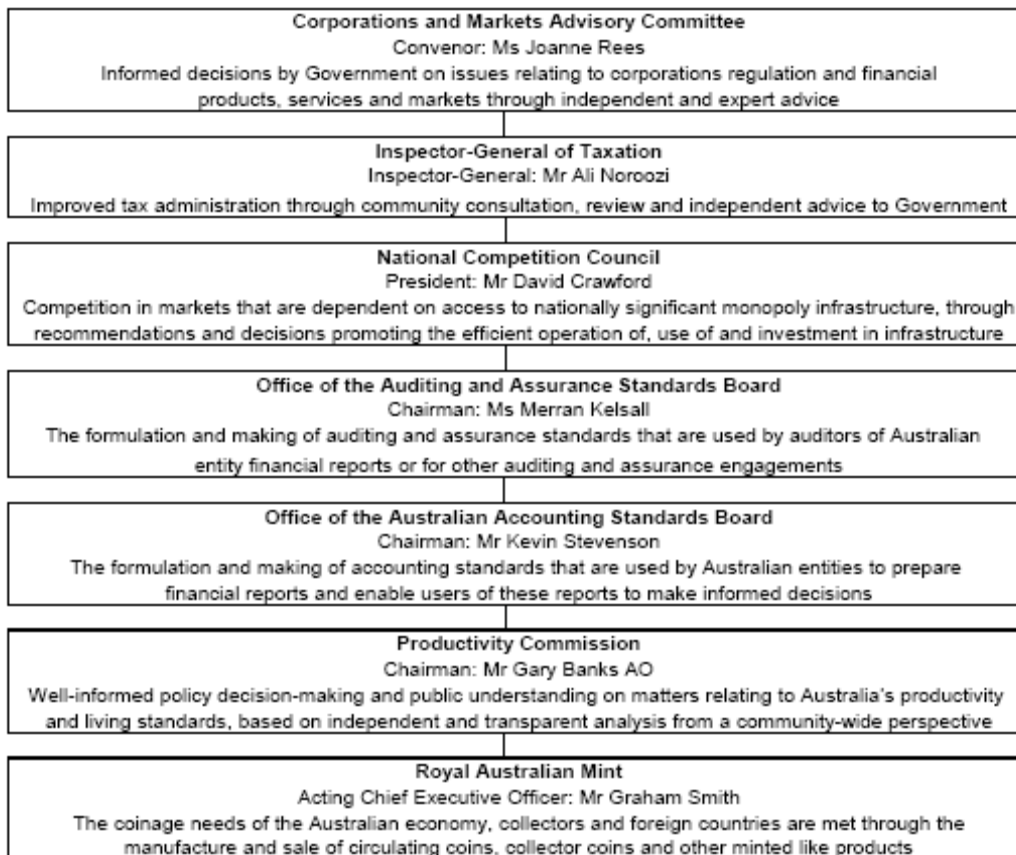 Corporations and Markets Advisory Committee
Convenor: Ms Joanne Rees
Informed decisions by Government on issues relating to corporations regulation and financial
products, services and markets through independent and expert advice
Inspector-General of Taxation
Inspector-General: Mr Ali Noroozi
Improved tax administration through community consultation, review and independent advice to Government
National Competition Council
President: Mr David Crawford
Competition in markets that are dependent on access to nationally significant monopoly infrastructure, through
recommendations and decisions promoting the efficient operation of, use of and investment in infrastructure
Office of the Auditing and Assurance Standards Board
Chairman: Ms Merran Kelsall
The formulation and making of auditing and assurance standards that are used by auditors of Australian
entity financial reports or for other auditing and assurance engagements
Office of the Australian Accounting Standards Board
Chairman: Mr Kevin Stevenson
The formulation and making of accounting standards that are used by Australian entities to prepare
financial reports and enable users of these reports to make informed decisions
Productivity Commission
Chairman: Mr Gary Banks AO
Well-informed policy decision-making and public understanding on matters relating to Australia's productivity
and living standards, based on independent and transparent analysis from a community-wide perspective
Royal Australian Mint
Acting Chief Executive Officer: Mr Graham Smith
The coinage needs of the Australian economy, collectors and foreign countries are met through the
manufacture and sale of circulating coins, collector coins and other minted like products